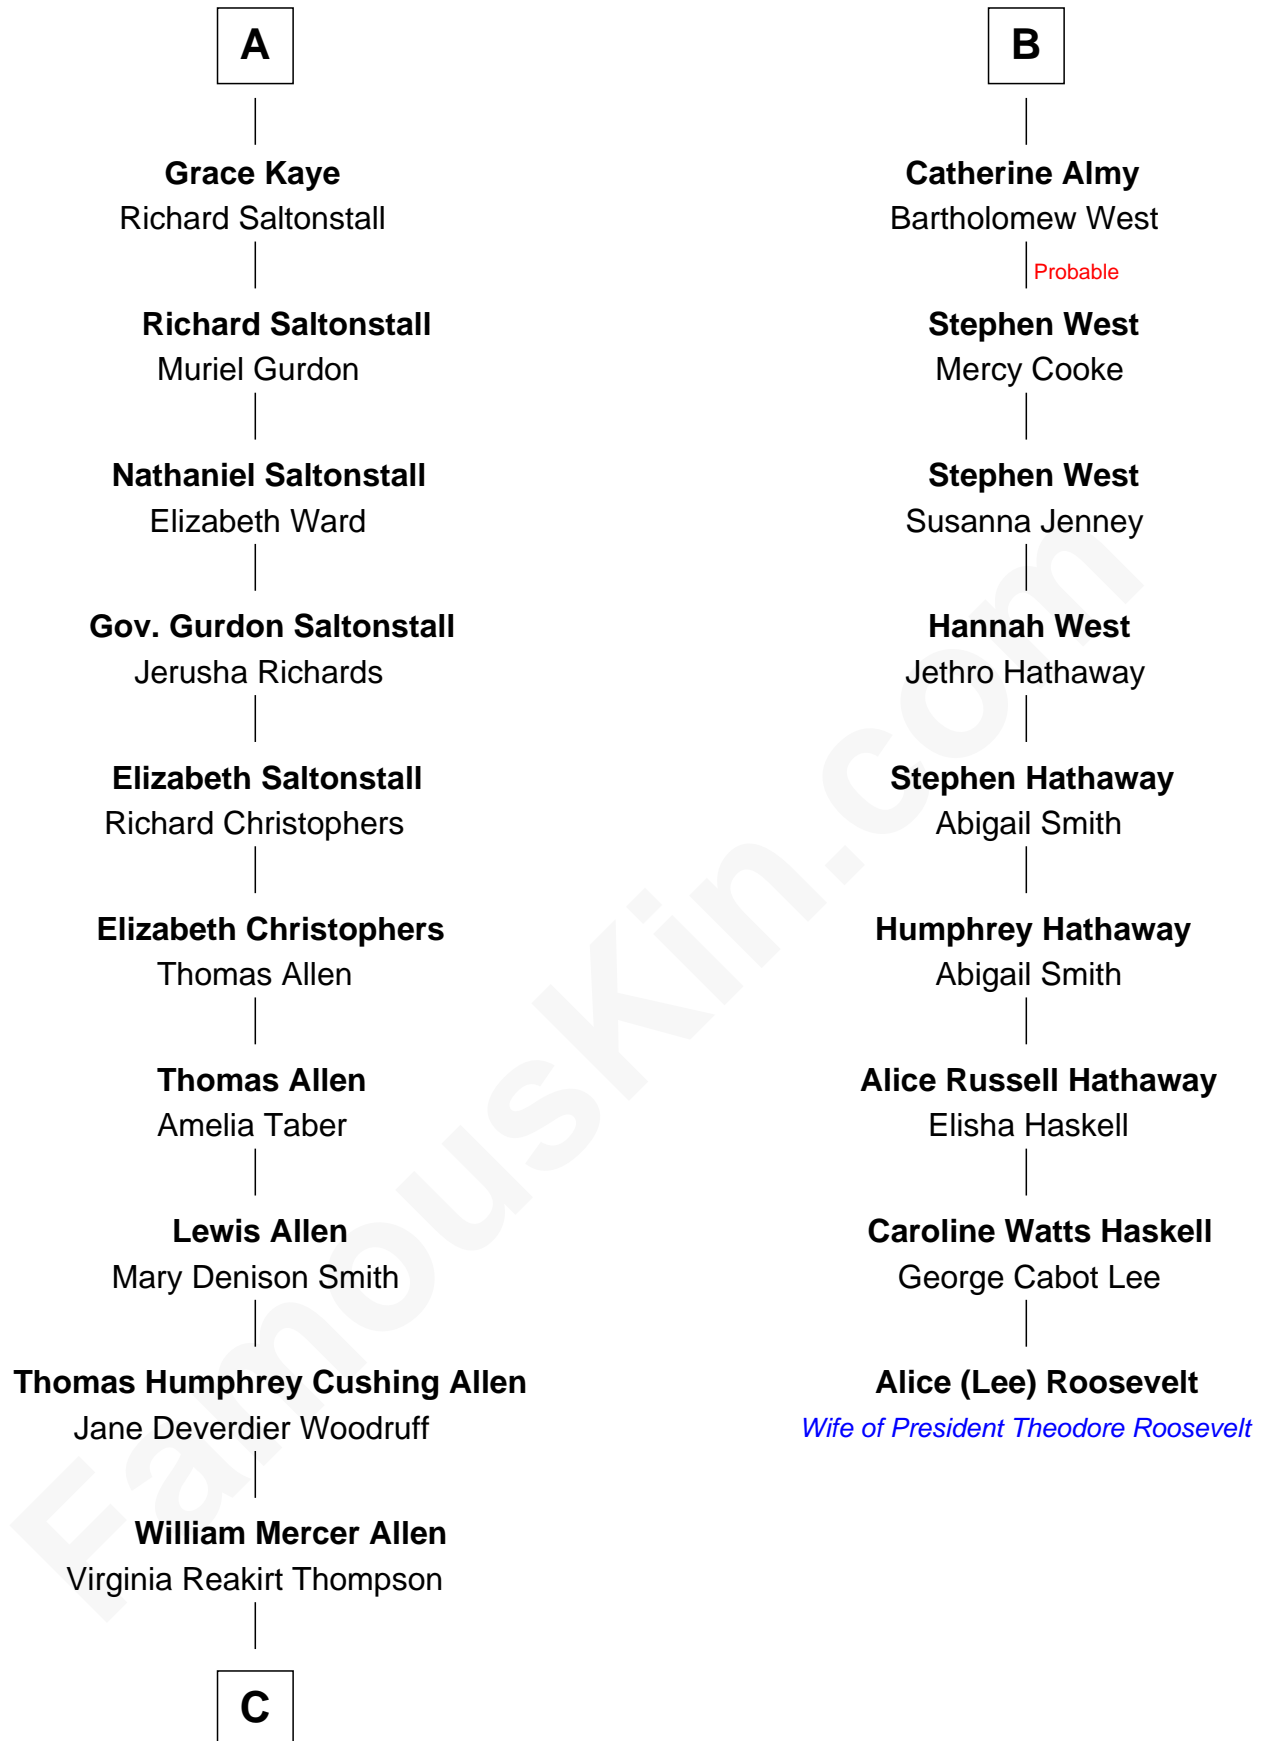 A
Grace Kaye
Richard Saltonstall
Richard Saltonstall
Muriel Gurdon
Nathaniel Saltonstall
Elizabeth Ward
Gov. Gurdon Saltonstall
Jerusha Richards
Elizabeth Saltonstall
Richard Christophers
Elizabeth Christophers
Thomas Allen
Thomas Allen
Amelia Taber
Lewis Allen
Mary Denison Smith
Thomas Humphrey Cushing Allen
Jane Deverdier Woodruff
William Mercer Allen
Virginia Reakirt Thompson
C
B
Catherine Almy
Bartholomew West
Probable
Stephen West
Mercy Cooke
Stephen West
Susanna Jenney
Hannah West
Jethro Hathaway
Stephen Hathaway
Abigail Smith
Humphrey Hathaway
Abigail Smith
Alice Russell Hathaway
Elisha Haskell
Caroline Watts Haskell
George Cabot Lee
Alice (Lee) Roosevelt
Wife of President Theodore Roosevelt
FamousKin.com